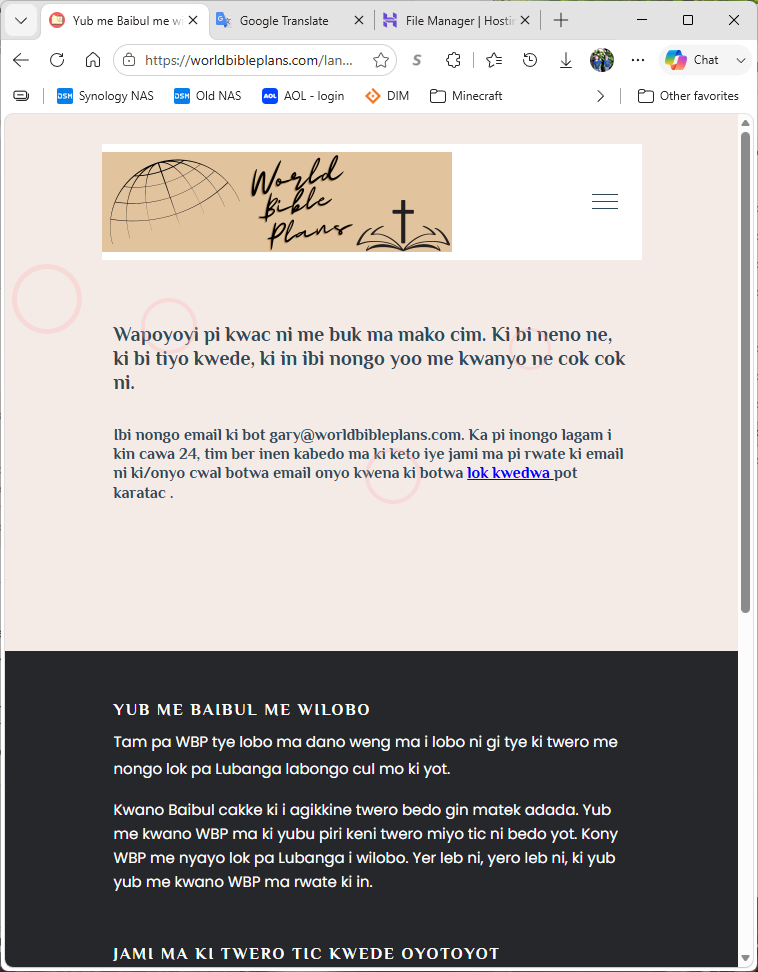 Yub me Baibul me wi
Google Translate
File Manager | Hostin
https://worldbibleplans.com/lan...
Chat
Synology NAS
Old NAS
AOL - login
DIM
Minecraft
Other favorites
World
Bible
Plans
Wapoyoyi pi kwac ni me buk ma mako cim. Ki bi neno ne,
ki bi tiyo kwede, ki in ibi nongo yoo me kwanyo ne cok cok
ni.
Ibi nongo email ki bot gary@worldbibleplans.com. Ka pi inongo lagam i
kin cawa 24, tim ber inen kabedo ma ki keto iye jami ma pi rwate ki email
ni ki/onyo cwal botwa email onyo kwena ki botwa lok kwedwa pot
karatac .
YUB ME BAIBUL ME WILOBO
Tam pa WBP tye lobo ma dano weng ma i lobo ni gi tye ki twero me
nongo lok pa Lubanga labongo cul mo ki yot.
Kwano Baibul cakke ki i agikkine twero bedo gin matek adada. Yub
me kwano WBP ma ki yubu piri keni twero miyo tic ni bedo yot. Kony
WBP me nyayo lok pa Lubanga i wilobo. Yer leb ni, yero leb ni, ki yub
yub me kwano WBP ma rwate ki in.
JAMI MA KI TWERO TIC KWEDE OYOTOYOT